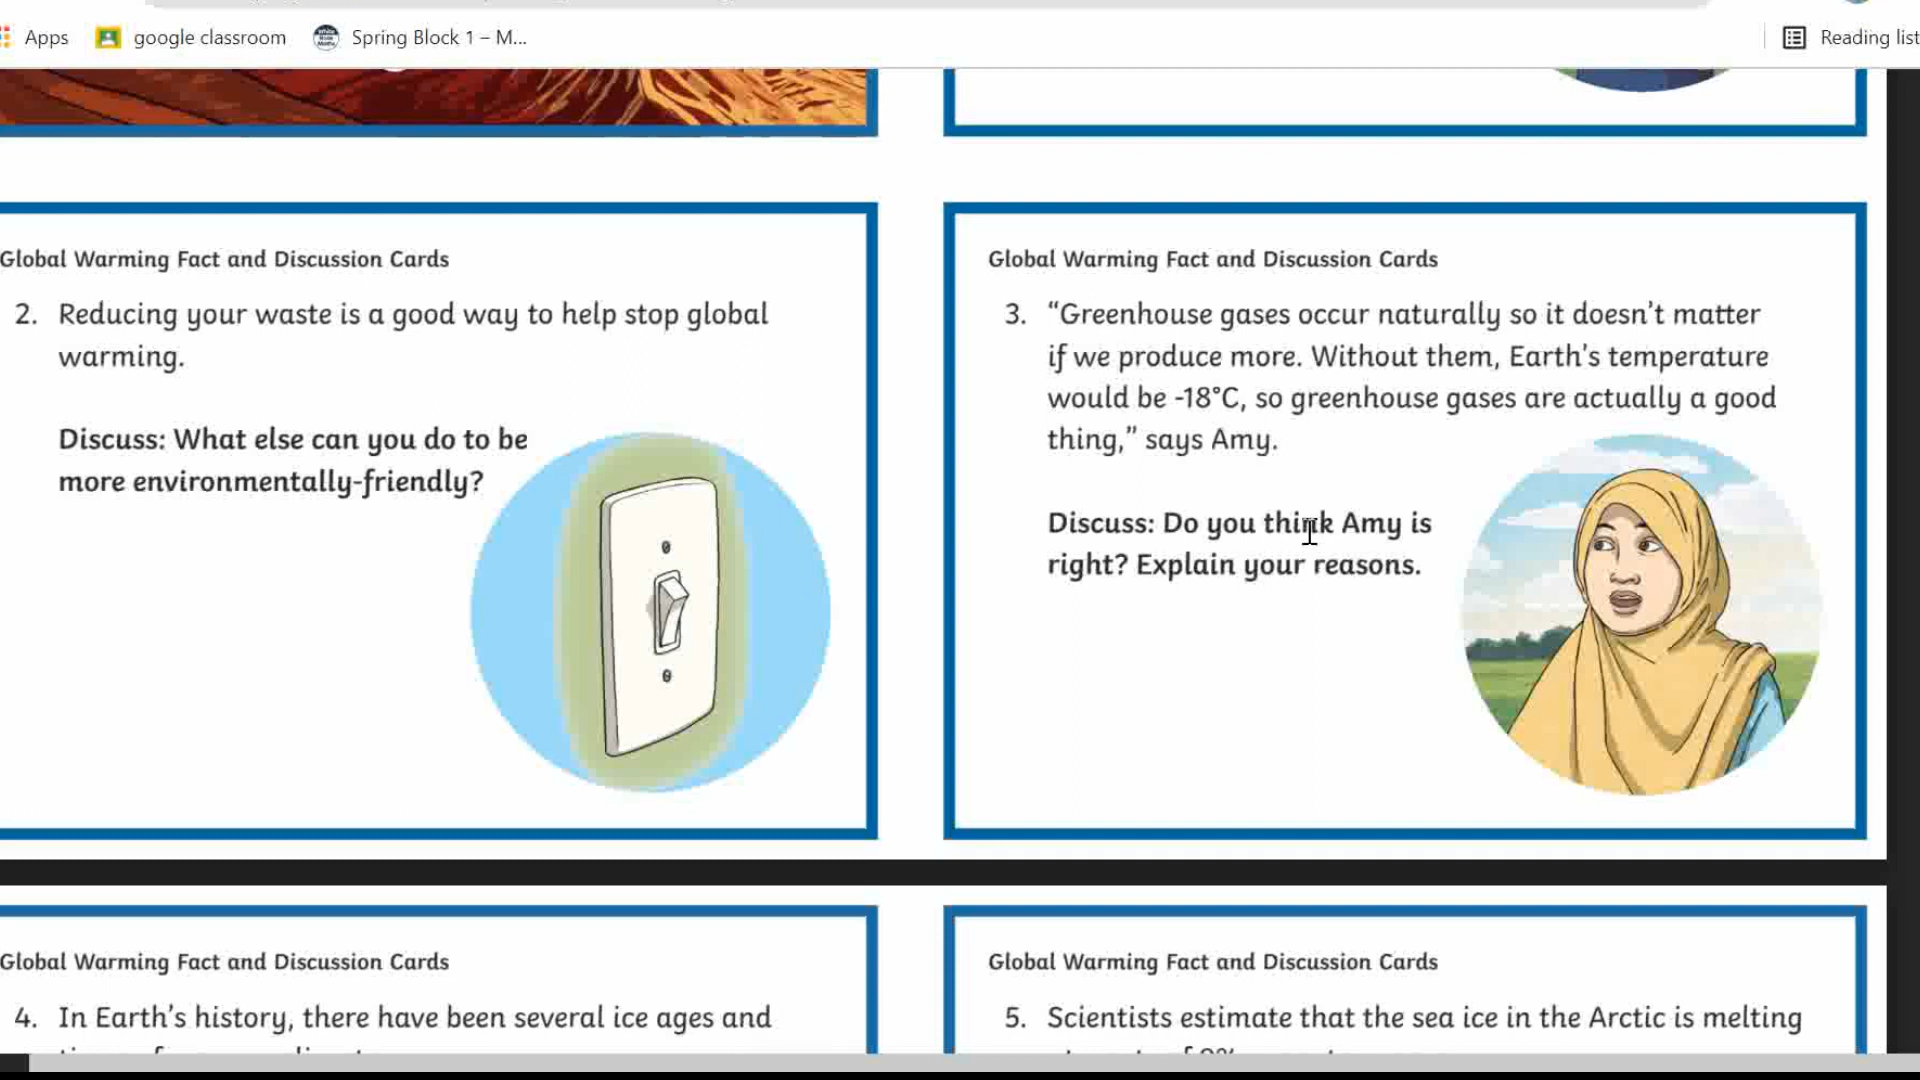 Apps google classroom Spring Block 1 – M... Reading list
Global Warming Fact and Discussion Cards
2. Reducing your waste is a good way to help stop global
warming.
Discuss: What else can you do to be
more environmentally-friendly?
Global Warming Fact and Discussion Cards
3. “Greenhouse gases occur naturally so it doesn’t matter
if we produce more. Without them, Earth’s temperature
would be -18°C, so greenhouse gases are actually a good
thing,” says Amy.
Discuss: Do you think Amy is
right? Explain your reasons.
Global Warming Fact and Discussion Cards
4. In Earth’s history, there have been several ice ages and
Global Warming Fact and Discussion Cards
5. Scientists estimate that the sea ice in the Arctic is melting